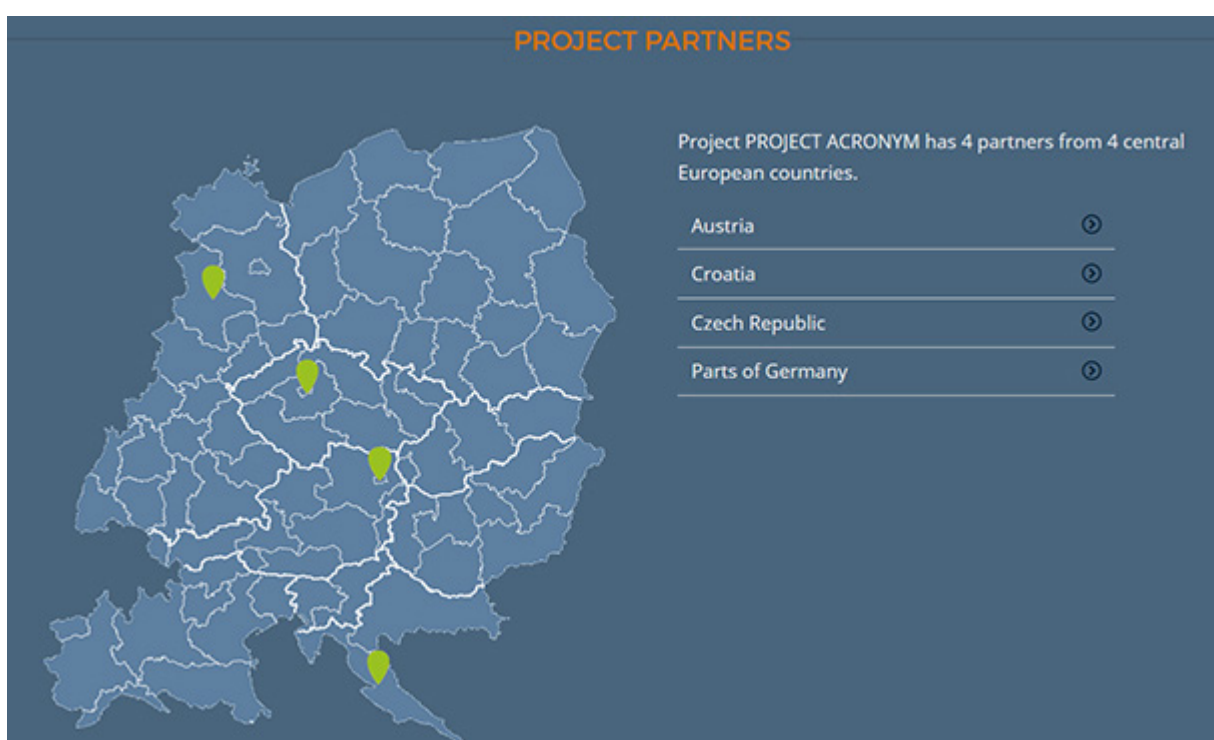 PROJECT PARTNERS
Project PROJECT ACRONYM has 4 partners from 4 central
European countries.
Austria
Croatia
Czech Republic
Parts of Germany